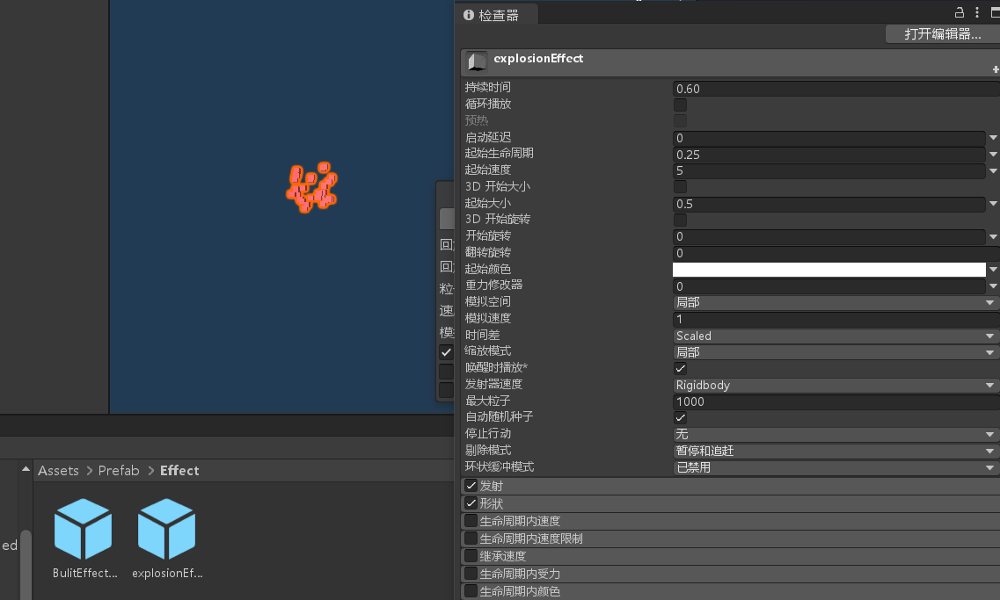 检查器
打开编辑器...
explosionEffect
持续时间 0.60
循环播放
预热
启动延迟 0
起始生命周期 0.25
起始速度 5
3D 开始大小
起始大小 0.5
3D 开始旋转
开始旋转 0
翻转旋转 0
起始颜色
重力修改器 0
模拟空间 局部
模拟速度 1
时间差 Scaled
缩放模式 局部
唤醒时播放*
发射器速度 Rigidbody
最大粒子 1000
自动随机种子
停止行动 无
剔除模式 暂停和追赶
环状缓冲模式 已禁用
发射
形状
生命周期内速度
生命周期内速度限制
继承速度
生命周期内受力
生命周期内颜色
回
回
粒
速
模
Assets > Prefab > Effect
ed
BulitEffect...
explosionEf...